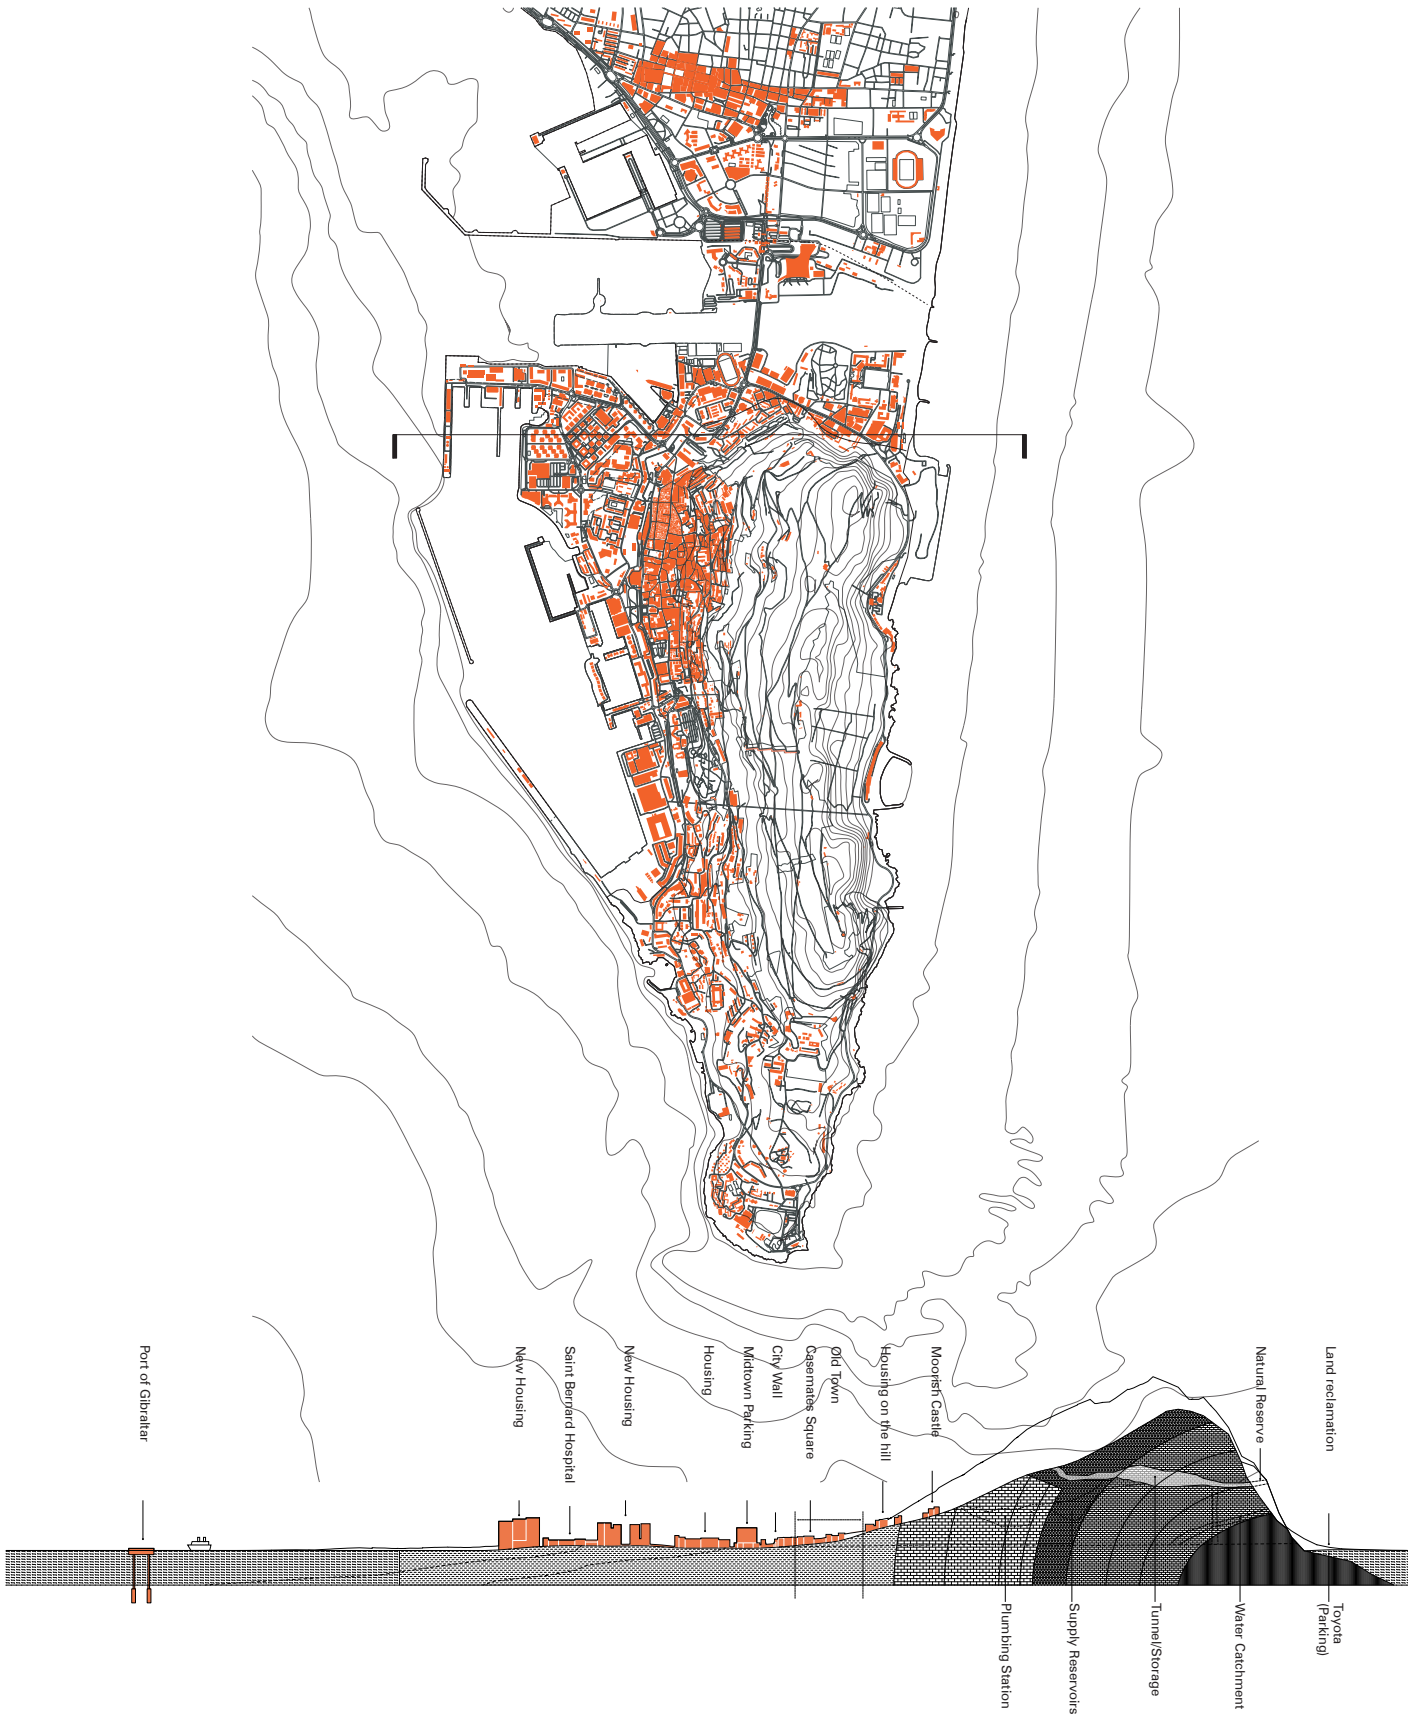 Port of Gibraltar
New Housing
Saint Bernard Hospital
New Housing
Housing
Midtown Parking
City Wall
Casemates Square
Old Town
Housing on the hill
Moorish Castle
Natural Reserve
Land reclamation
Plumbing Station
Supply Reservoirs
Tunnel/Storage
Water Catchment
Toyota
(Parking)